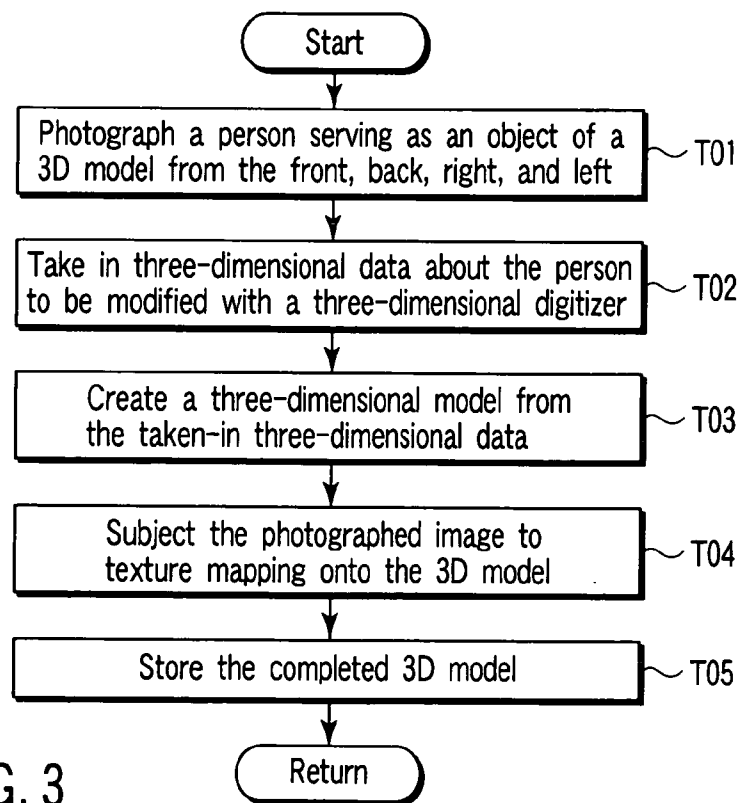 Start
Photograph a person serving as an object of a
3D model from the front, back, right, and left
T01
Take in three-dimensional data about the person
to be modified with a three-dimensional digitizer
T02
Create a three-dimensional model from
the taken-in three-dimensional data
T03
Subject the photographed image to
texture mapping onto the 3D model
T04
Store the completed 3D model
T05
Return
G. 3